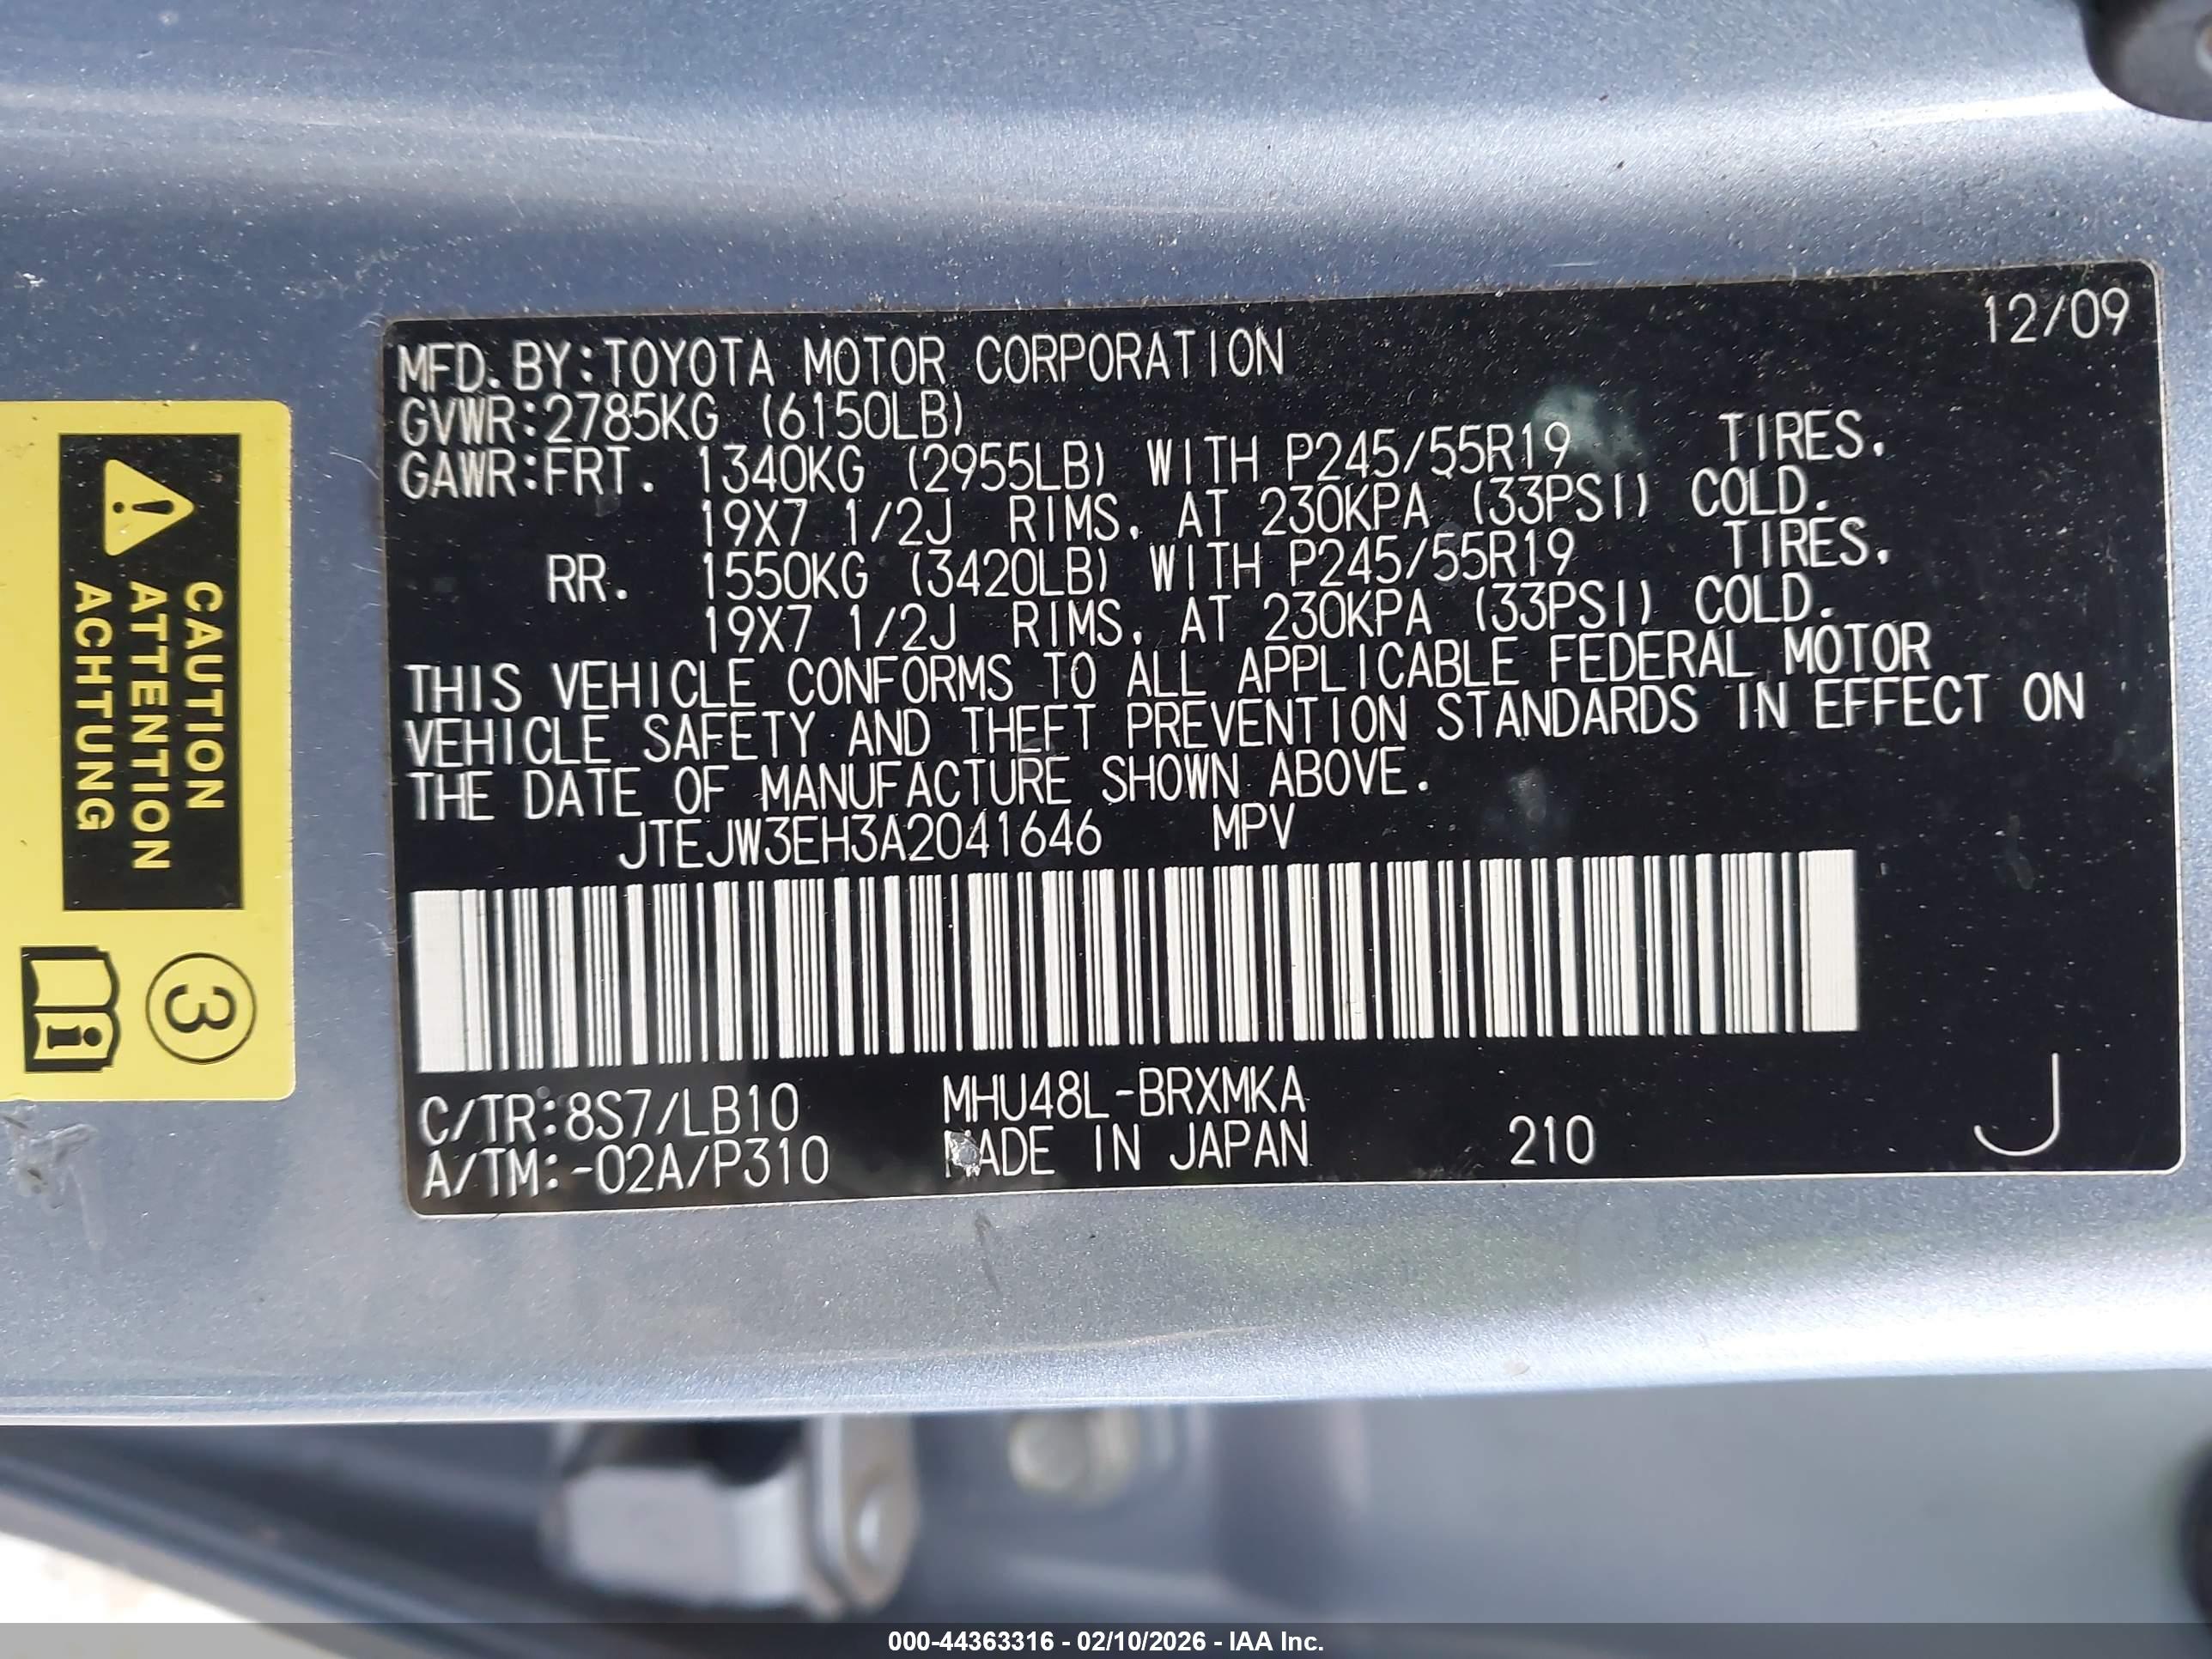 12/09
MFD.BY:TOYOTA MOTOR CORPORATION
GVWR:2785KG (6150LB)
GAWR:FRT. 1340KG (2955LB) WITH P245/55R19 TIRES.
19X7 1/2J RIMS, AT 230KPA (33PSI) COLD.
RR. 1550KG (3420LB) WITH P245/55R19 TIRES,
19X7 1/2J RIMS, AT 230KPA (33PSI) COLD.
THIS VEHICLE CONFORMS TO ALL APPLICABLE FEDERAL MOTOR
VEHICLE SAFETY AND THEFT PREVENTION STANDARDS IN EFFECT ON
THE DATE OF MANUFACTURE SHOWN ABOVE.
JTEJW3EH3A2041646 MPV
C/TR:8S7/LB10 MHU48L-BRXMKA
A/TM:-02A/P310 MADE IN JAPAN 210 J
CAUTION
ATTENTION
ACHTUNG
3
i
000-44363316 - 02/10/2026 - IAA Inc.